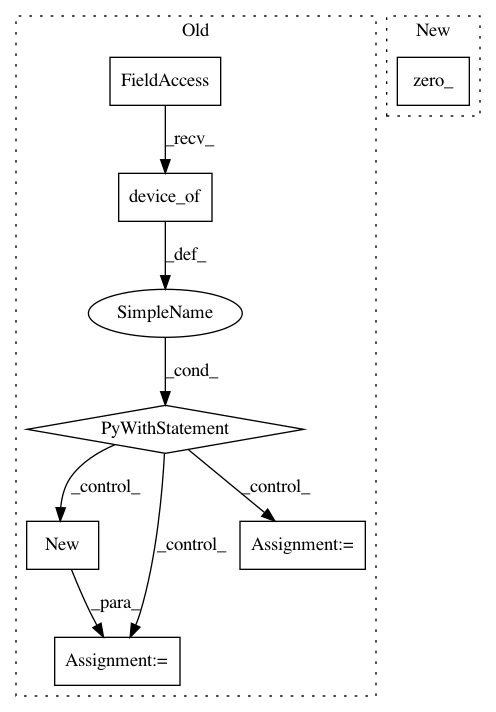 Old
New
FieldAccess
zero_
_recv_
device_of
_def_
SimpleName
_cond_
PyWithStatement
_control_
_control_
_control_
New
Assignment:=
_para_
Assignment:=